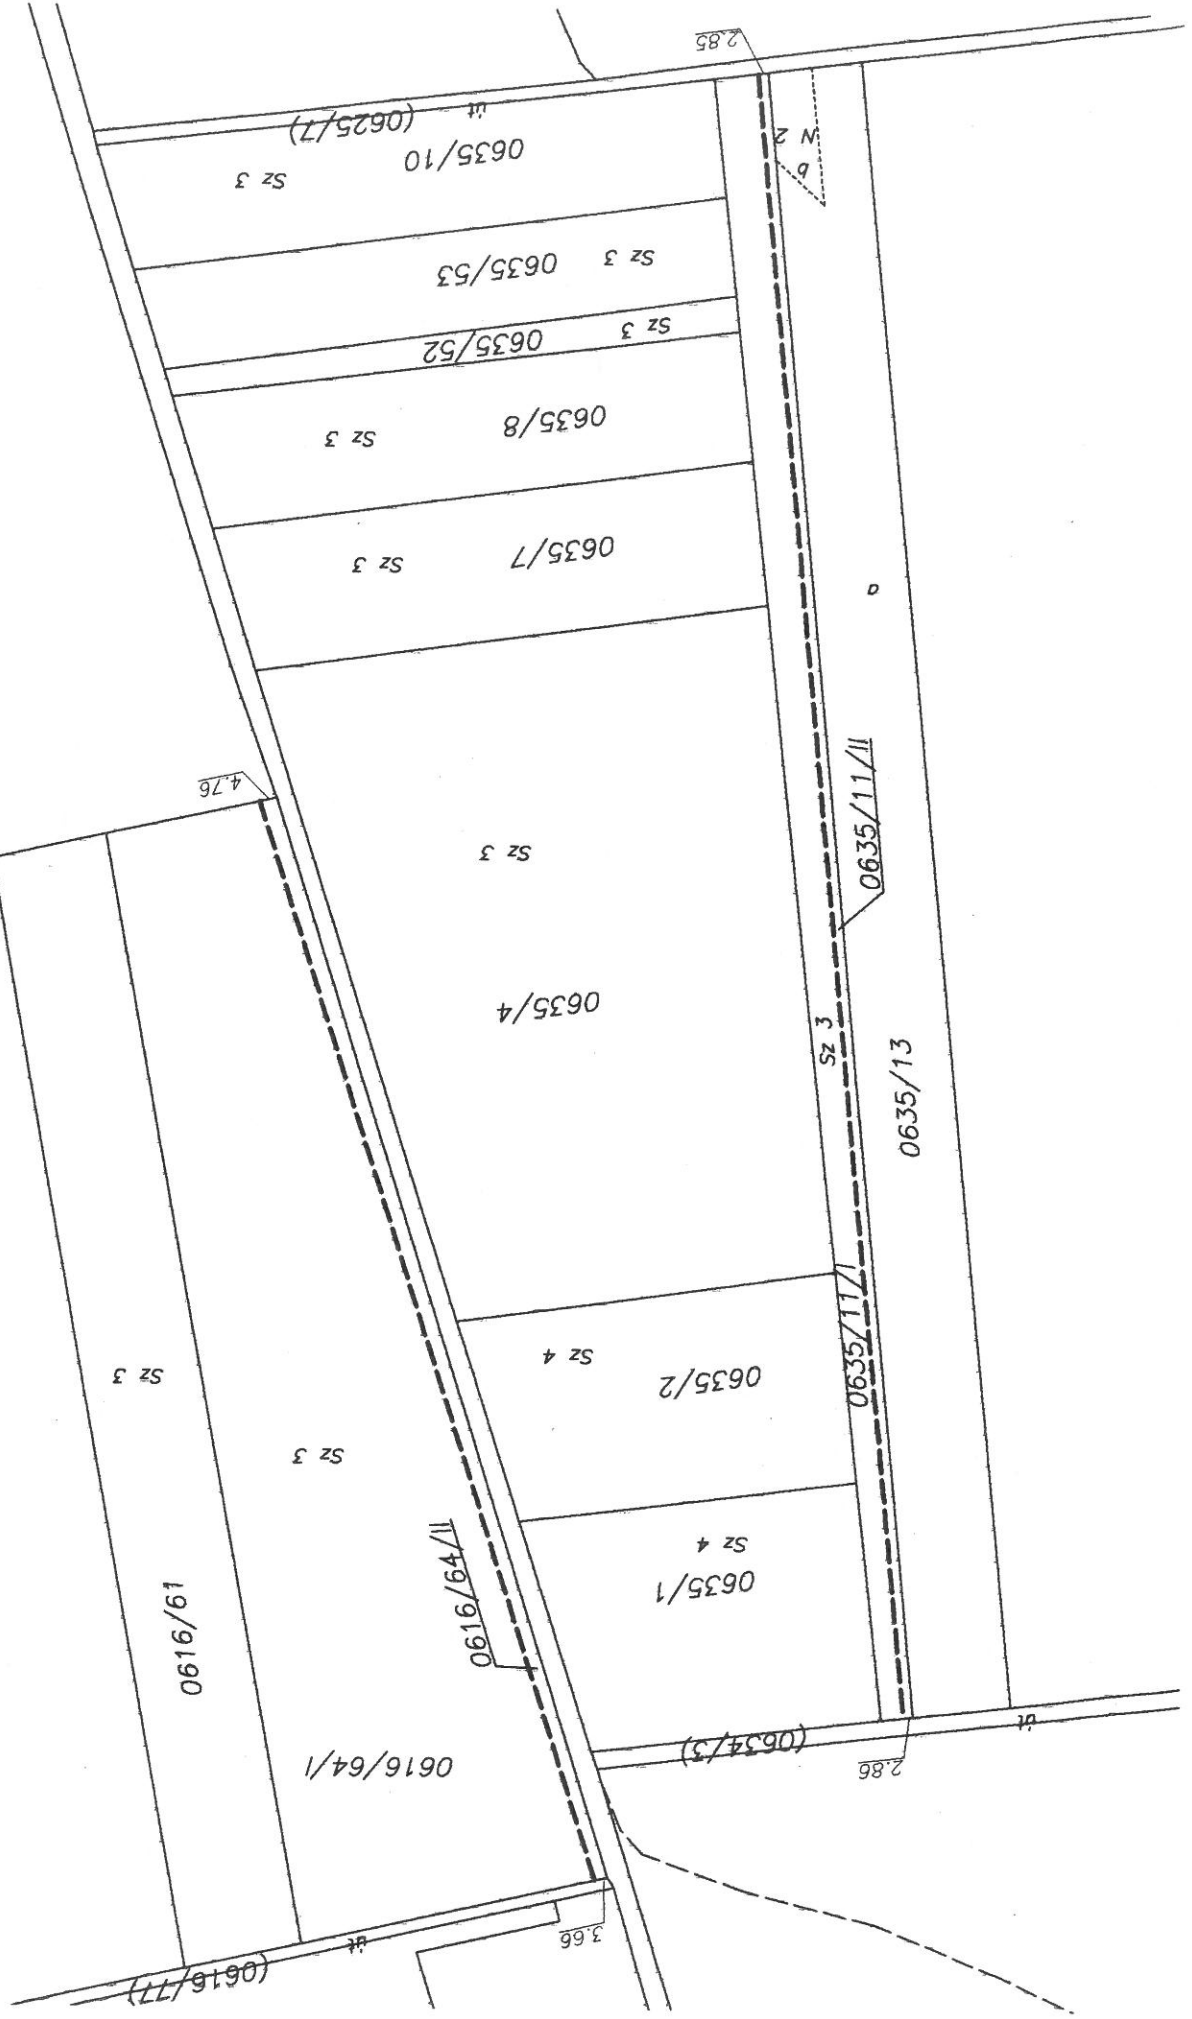 2.85
út
(0625/7)
0635/10
Sz 3
N 2
b
0635/53
Sz 3
0635/52
Sz 3
0635/8
Sz 3
0635/7
Sz 3
a
4.76
0635/11/II
Sz 3
0635/4
Sz 3
0635/13
0635/11/I
Sz 4
0635/2
Sz 3
Sz 3
0616/64/II
Sz 4
0635/1
0616/61
0616/64/I
(0634/3)
út
2.86
3.66
út
(0616/77)